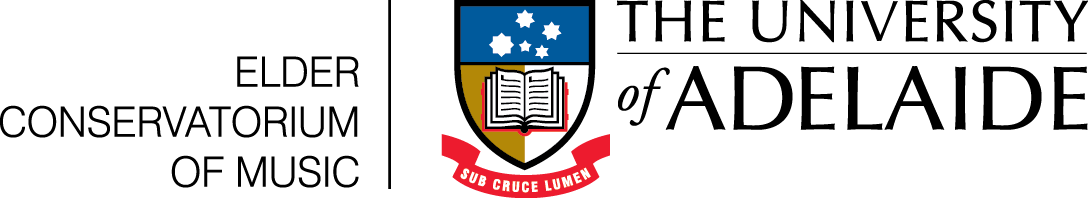 ELDER
CONSERVATORIUM
OF MUSIC
SUB CRUCE LUMEN
THE UNIVERSITY
of ADELAIDE